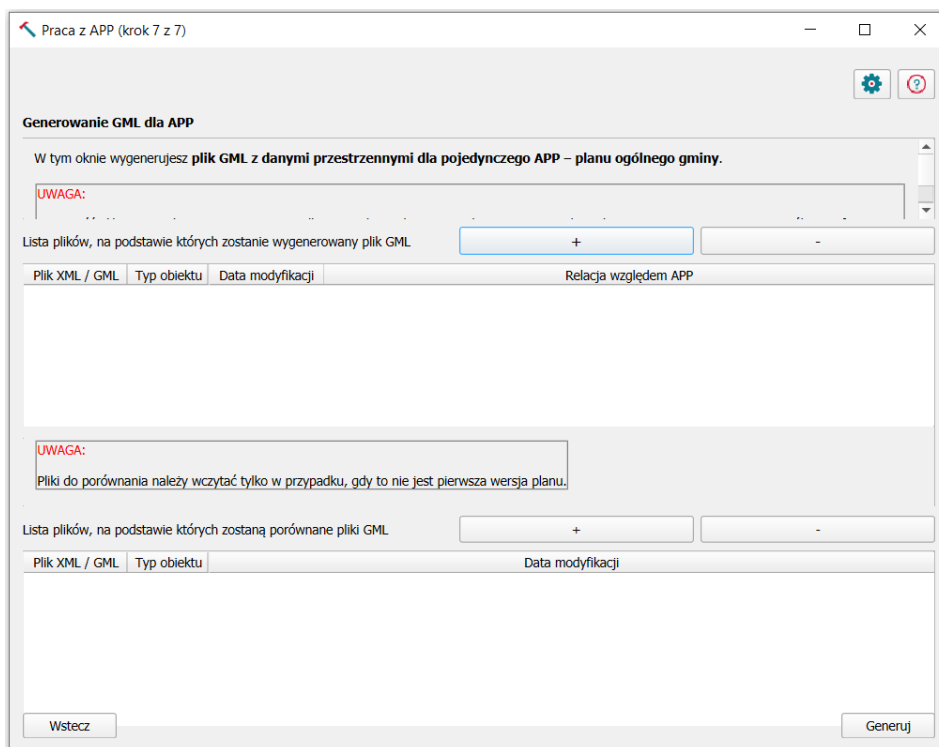 Praca z APP (krok 7 z 7)
Generowanie GML dla APP
W tym oknie wygenerujesz plik GML z danymi przestrzennymi dla pojedynczego APP – planu ogólnego gminy.
UWAGA:
Lista plików, na podstawie których zostanie wygenerowany plik GML + -
Plik XML / GML Typ obiektu Data modyfikacji Relacja względem APP
UWAGA:
Pliki do porównania należy wczytać tylko w przypadku, gdy to nie jest pierwsza wersja planu.
Lista plików, na podstawie których zostaną porównane pliki GML + -
Plik XML / GML Typ obiektu Data modyfikacji
Wstecz Generuj